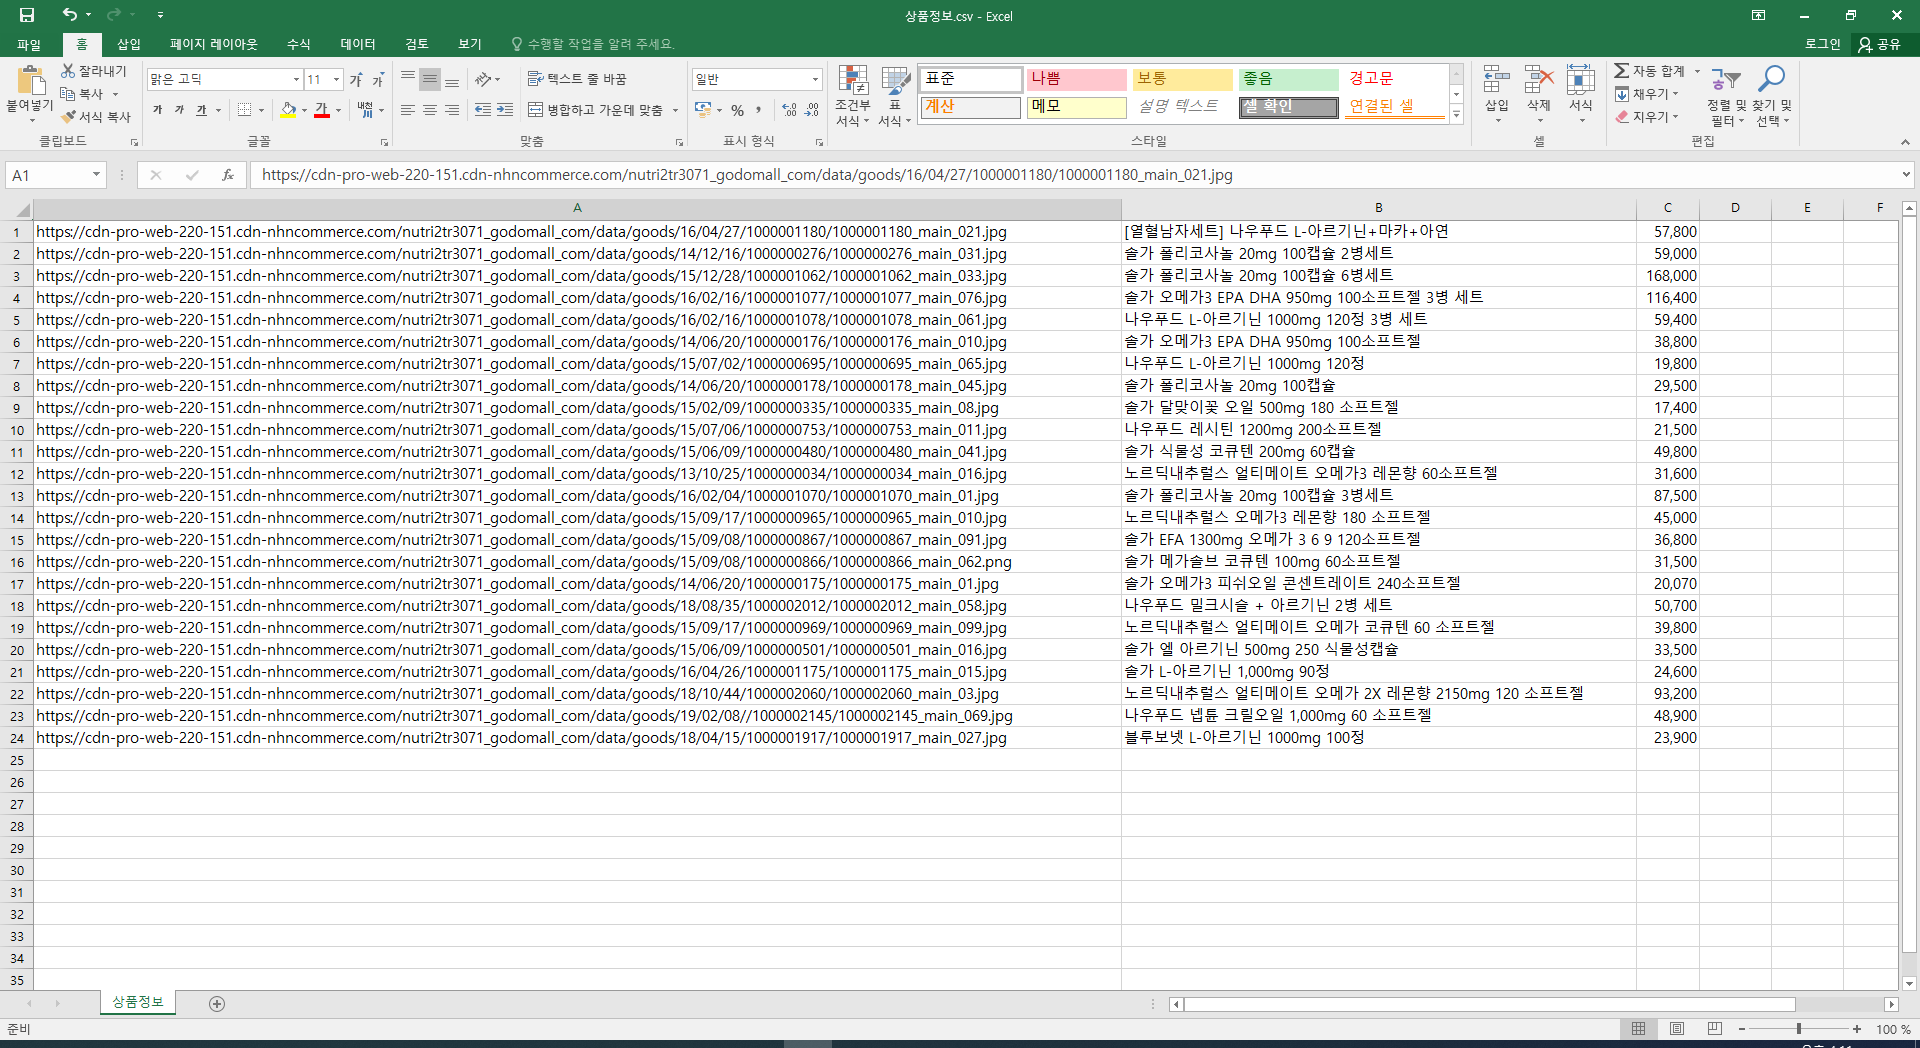 상품정보.csv - Excel
파일 홈 삽입 페이지 레이아웃 수식 데이터 검토 보기 수행할 작업을 알려 주세요. 로그인 공유
붙여넣기 잘라내기 복사 서식 복사 클립보드
맑은 고딕 11 가 가 가 가 가 가 내천 글꼴
텍스트 줄 바꿈 병합하고 가운데 맞춤 맞춤
일반 % 표시 형식
조건부 서식 표 서식 표준 나쁨 보통 좋음 경고문
계산 메모 설명 텍스트 셀 확인 연결된 셀 스타일
삽입 삭제 서식 셀
자동 합계 채우기 지우기 정렬 및 필터 찾기 및 선택 편집
A1 fx https://cdn-pro-web-220-151.cdn-nhncommerce.com/nutri2tr3071_godomall_com/data/goods/16/04/27/1000001180/1000001180_main_021.jpg
A B C D E F
1 https://cdn-pro-web-220-151.cdn-nhncommerce.com/nutri2tr3071_godomall_com/data/goods/16/04/27/1000001180/1000001180_main_021.jpg [열혈남자세트] 나우푸드 L-아르기닌+마카+아연 57,800
2 https://cdn-pro-web-220-151.cdn-nhncommerce.com/nutri2tr3071_godomall_com/data/goods/14/12/16/1000000276/1000000276_main_031.jpg 솔가 폴리코사놀 20mg 100캡슐 2병세트 59,000
3 https://cdn-pro-web-220-151.cdn-nhncommerce.com/nutri2tr3071_godomall_com/data/goods/15/12/28/1000001062/1000001062_main_033.jpg 솔가 폴리코사놀 20mg 100캡슐 6병세트 168,000
4 https://cdn-pro-web-220-151.cdn-nhncommerce.com/nutri2tr3071_godomall_com/data/goods/16/02/16/1000001077/1000001077_main_076.jpg 솔가 오메가3 EPA DHA 950mg 100소프트젤 3병 세트 116,400
5 https://cdn-pro-web-220-151.cdn-nhncommerce.com/nutri2tr3071_godomall_com/data/goods/16/02/16/1000001078/1000001078_main_061.jpg 나우푸드 L-아르기닌 1000mg 120정 3병 세트 59,400
6 https://cdn-pro-web-220-151.cdn-nhncommerce.com/nutri2tr3071_godomall_com/data/goods/14/06/20/1000000176/1000000176_main_010.jpg 솔가 오메가3 EPA DHA 950mg 100소프트젤 38,800
7 https://cdn-pro-web-220-151.cdn-nhncommerce.com/nutri2tr3071_godomall_com/data/goods/15/07/02/1000000695/1000000695_main_065.jpg 나우푸드 L-아르기닌 1000mg 120정 19,800
8 https://cdn-pro-web-220-151.cdn-nhncommerce.com/nutri2tr3071_godomall_com/data/goods/14/06/20/1000000178/1000000178_main_045.jpg 솔가 폴리코사놀 20mg 100캡슐 29,500
9 https://cdn-pro-web-220-151.cdn-nhncommerce.com/nutri2tr3071_godomall_com/data/goods/15/02/09/1000000335/1000000335_main_08.jpg 솔가 달맞이꽃 오일 500mg 180 소프트젤 17,400
10 https://cdn-pro-web-220-151.cdn-nhncommerce.com/nutri2tr3071_godomall_com/data/goods/15/07/06/1000000753/1000000753_main_011.jpg 나우푸드 레시틴 1200mg 200소프트젤 21,500
11 https://cdn-pro-web-220-151.cdn-nhncommerce.com/nutri2tr3071_godomall_com/data/goods/15/06/09/1000000480/1000000480_main_041.jpg 솔가 식물성 코큐텐 200mg 60캡슐 49,800
12 https://cdn-pro-web-220-151.cdn-nhncommerce.com/nutri2tr3071_godomall_com/data/goods/13/10/25/1000000034/1000000034_main_016.jpg 노르딕내추럴스 얼티메이트 오메가3 레몬향 60소프트젤 31,600
13 https://cdn-pro-web-220-151.cdn-nhncommerce.com/nutri2tr3071_godomall_com/data/goods/16/02/04/1000001070/1000001070_main_01.jpg 솔가 폴리코사놀 20mg 100캡슐 3병세트 87,500
14 https://cdn-pro-web-220-151.cdn-nhncommerce.com/nutri2tr3071_godomall_com/data/goods/15/09/17/1000000965/1000000965_main_010.jpg 노르딕내추럴스 오메가3 레몬향 180 소프트젤 45,000
15 https://cdn-pro-web-220-151.cdn-nhncommerce.com/nutri2tr3071_godomall_com/data/goods/15/09/08/1000000867/1000000867_main_091.jpg 솔가 EFA 1300mg 오메가 3 6 9 120소프트젤 36,800
16 https://cdn-pro-web-220-151.cdn-nhncommerce.com/nutri2tr3071_godomall_com/data/goods/15/09/08/1000000866/1000000866_main_062.png 솔가 메가솔브 코큐텐 100mg 60소프트젤 31,500
17 https://cdn-pro-web-220-151.cdn-nhncommerce.com/nutri2tr3071_godomall_com/data/goods/14/06/20/1000000175/1000000175_main_01.jpg 솔가 오메가3 피쉬오일 콘센트레이트 240소프트젤 20,070
18 https://cdn-pro-web-220-151.cdn-nhncommerce.com/nutri2tr3071_godomall_com/data/goods/18/08/35/1000002012/1000002012_main_058.jpg 나우푸드 밀크시슬 + 아르기닌 2병 세트 50,700
19 https://cdn-pro-web-220-151.cdn-nhncommerce.com/nutri2tr3071_godomall_com/data/goods/15/09/17/1000000969/1000000969_main_099.jpg 노르딕내추럴스 얼티메이트 오메가 코큐텐 60 소프트젤 39,800
20 https://cdn-pro-web-220-151.cdn-nhncommerce.com/nutri2tr3071_godomall_com/data/goods/15/06/09/1000000501/1000000501_main_016.jpg 솔가 엘 아르기닌 500mg 250 식물성캡슐 33,500
21 https://cdn-pro-web-220-151.cdn-nhncommerce.com/nutri2tr3071_godomall_com/data/goods/16/04/26/1000001175/1000001175_main_015.jpg 솔가 L-아르기닌 1,000mg 90정 24,600
22 https://cdn-pro-web-220-151.cdn-nhncommerce.com/nutri2tr3071_godomall_com/data/goods/18/10/44/1000002060/1000002060_main_03.jpg 노르딕내추럴스 얼티메이트 오메가 2X 레몬향 2150mg 120 소프트젤 93,200
23 https://cdn-pro-web-220-151.cdn-nhncommerce.com/nutri2tr3071_godomall_com/data/goods/19/02/08//1000002145/1000002145_main_069.jpg 나우푸드 넵튠 크릴오일 1,000mg 60 소프트젤 48,900
24 https://cdn-pro-web-220-151.cdn-nhncommerce.com/nutri2tr3071_godomall_com/data/goods/18/04/15/1000001917/1000001917_main_027.jpg 블루보넷 L-아르기닌 1000mg 100정 23,900
25
26
27
28
29
30
31
32
33
34
35
상품정보
준비 100 %